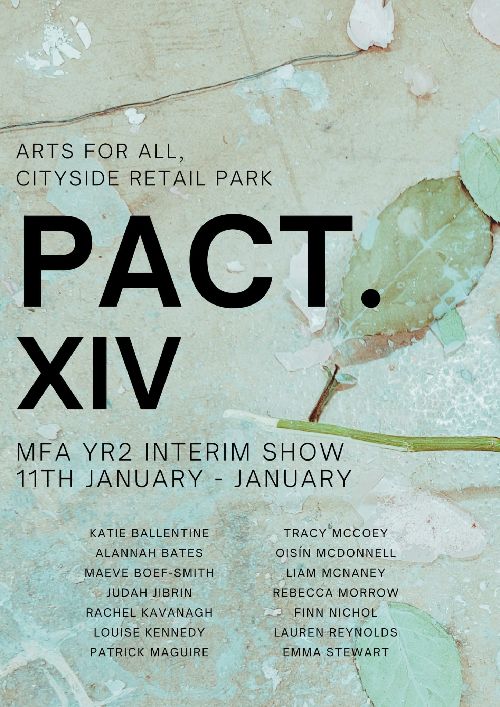 ARTS FOR ALL,
CITYSIDE RETAIL PARK
PACT.
XIV
MFA YR2 INTERIM SHOW
11TH JANUARY - JANUARY
KATIE BALLENTINE
ALANNAH BATES
MAEVE BOEF-SMITH
JUDAH JIBRIN
RACHEL KAVANAGH
LOUISE KENNEDY
PATRICK MAGUIRE
TRACY MCCOEY
OISÍN MCDONNELL
LIAM MCNANEY
REBECCA MORROW
FINN NICHOL
LAUREN REYNOLDS
EMMA STEWART